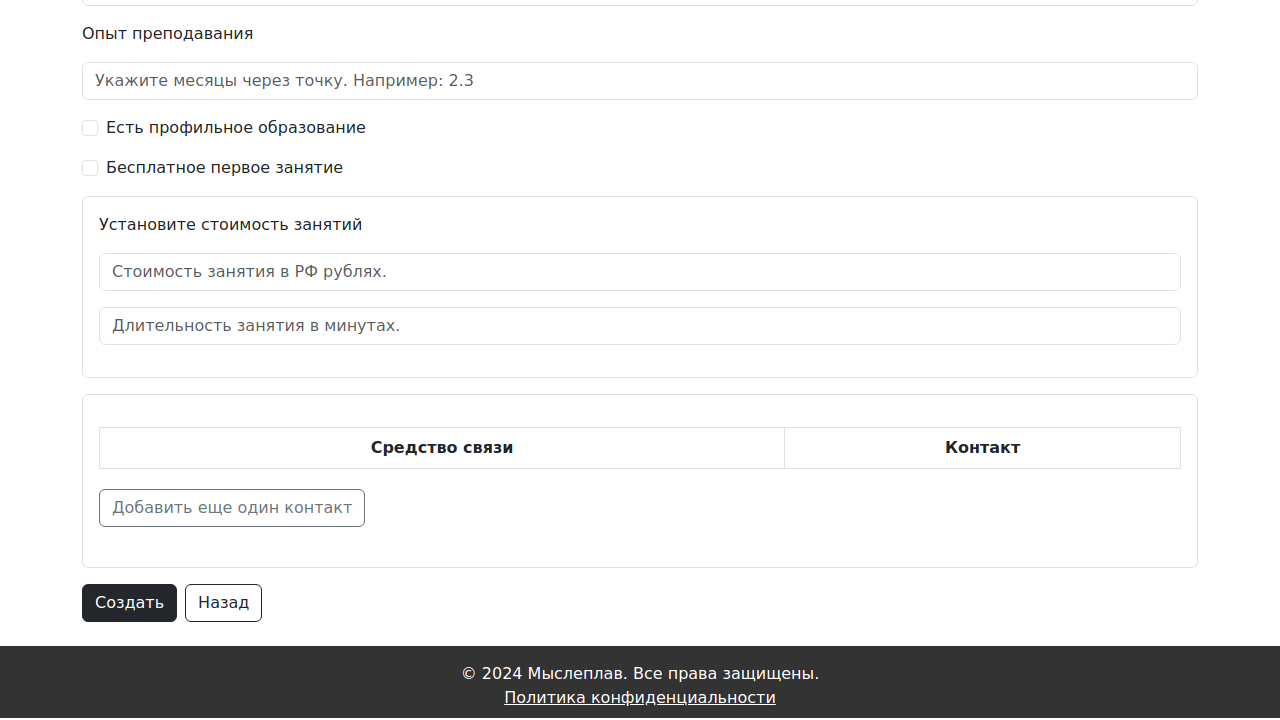 Опыт преподавания
Укажите месяцы через точку. Например: 2.3
Есть профильное образование
Бесплатное первое занятие
Установите стоимость занятий
Стоимость занятия в РФ рублях.
Длительность занятия в минутах.
Средство связи Контакт
Добавить еще один контакт
Создать Назад
© 2024 Мыслеплав. Все права защищены.
Политика конфиденциальности